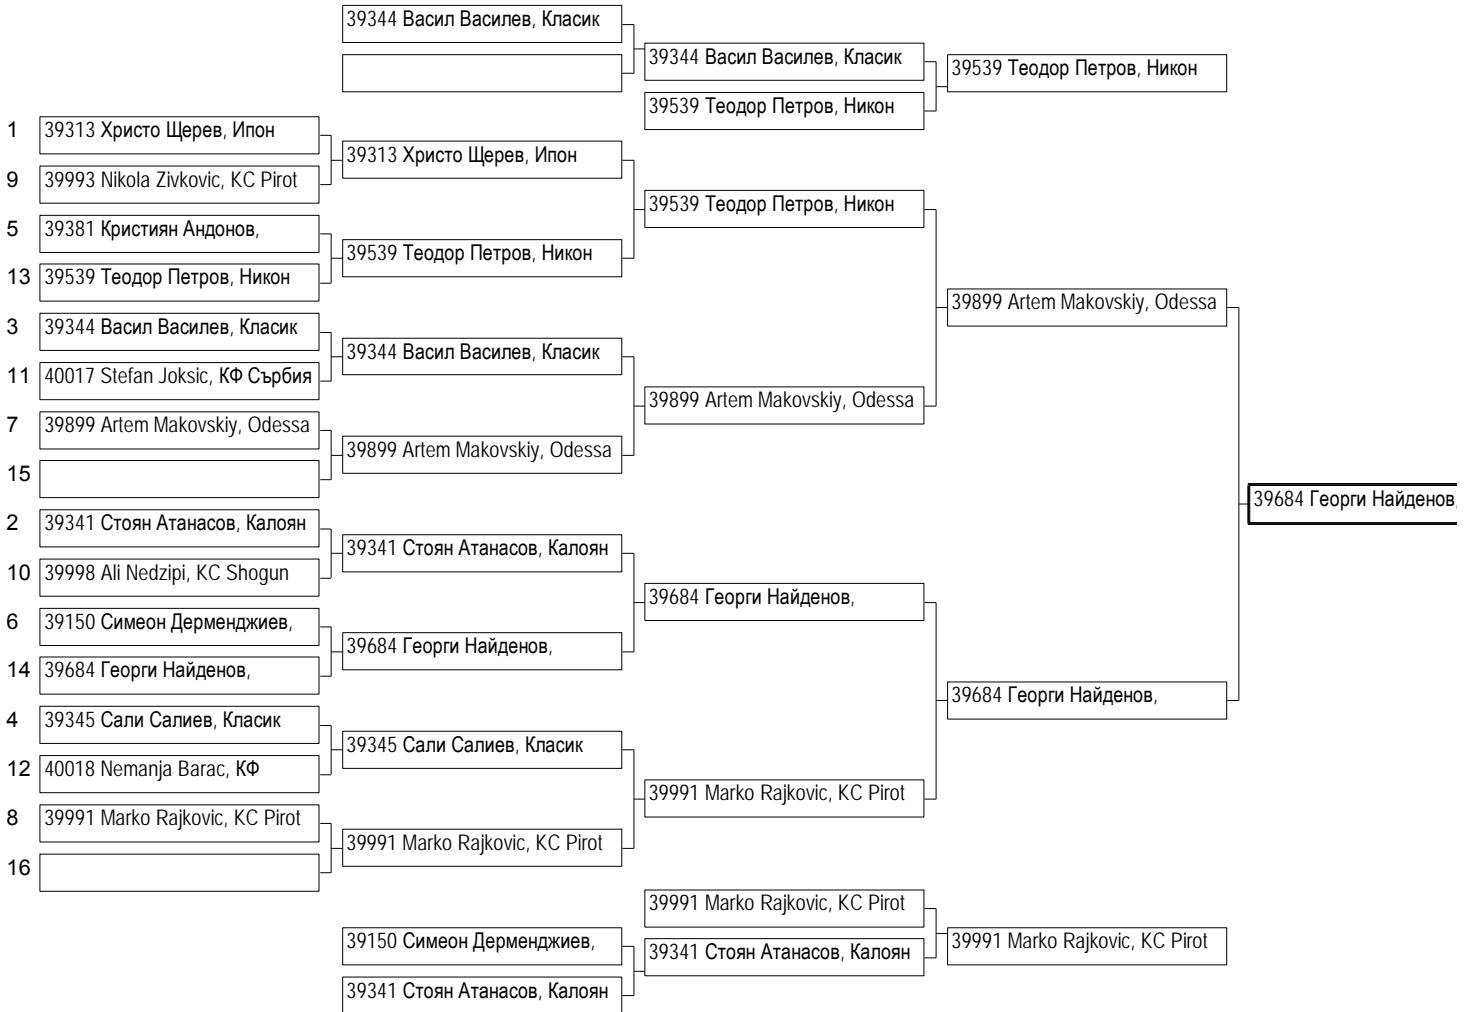 39344 Васил Василев, Класик
39344 Васил Василев, Класик
39539 Теодор Петров, Никон
39539 Теодор Петров, Никон
1 39313 Христо Щерев, Ипон
39313 Христо Щерев, Ипон
9 39993 Nikola Zivkovic, KC Pirot
39539 Теодор Петров, Никон
5 39381 Кристиян Андонов,
39539 Теодор Петров, Никон
13 39539 Теодор Петров, Никон
39899 Artem Makovskiy, Odessa
3 39344 Васил Василев, Класик
39344 Васил Василев, Класик
11 40017 Stefan Joksic, КФ Сърбия
39899 Artem Makovskiy, Odessa
7 39899 Artem Makovskiy, Odessa
39899 Artem Makovskiy, Odessa
15
39684 Георги Найденов,
2 39341 Стоян Атанасов, Калоян
39341 Стоян Атанасов, Калоян
10 39998 Ali Nedzipi, KC Shogun
39684 Георги Найденов,
6 39150 Симеон Дерменджиев,
39684 Георги Найденов,
14 39684 Георги Найденов,
39684 Георги Найденов,
4 39345 Сали Салиев, Класик
39345 Сали Салиев, Класик
12 40018 Nemanja Barac, КФ
39991 Marko Rajkovic, KC Pirot
8 39991 Marko Rajkovic, KC Pirot
39991 Marko Rajkovic, KC Pirot
16
39991 Marko Rajkovic, KC Pirot
39150 Симеон Дерменджиев,
39341 Стоян Атанасов, Калоян
39991 Marko Rajkovic, KC Pirot
39341 Стоян Атанасов, Калоян